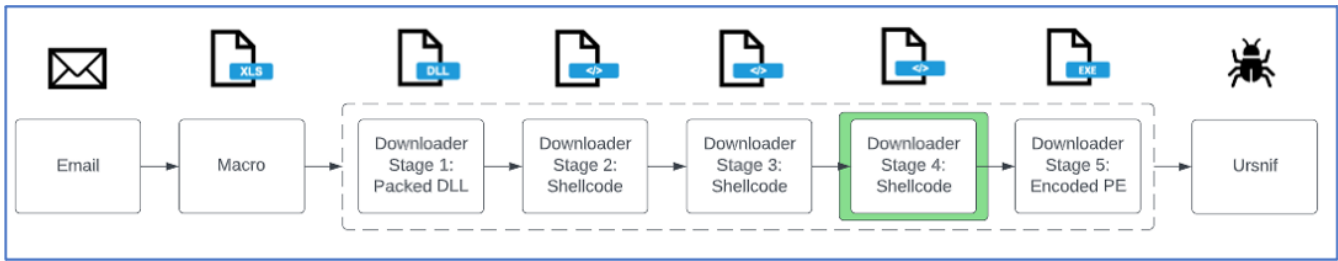 XLS
DLL
</>
</>
</>
EXE
Email
Macro
Downloader
Stage 1:
Packed DLL
Downloader
Stage 2:
Shellcode
Downloader
Stage 3:
Shellcode
Downloader
Stage 4:
Shellcode
Downloader
Stage 5:
Encoded PE
Ursnif